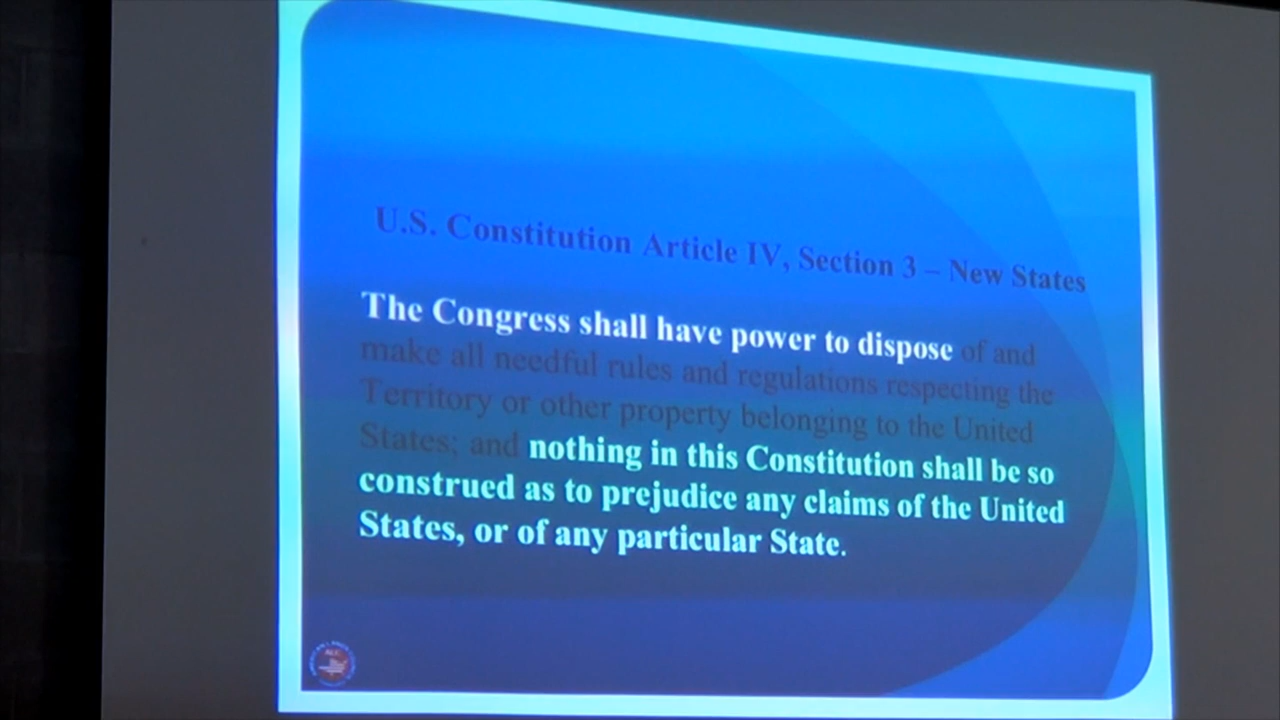 U.S. Constitution Article IV, Section 3 – New States
The Congress shall have power to dispose of and
make all needful rules and regulations respecting the
Territory or other property belonging to the United
States; and nothing in this Constitution shall be so
construed as to prejudice any claims of the United
States, or of any particular State.